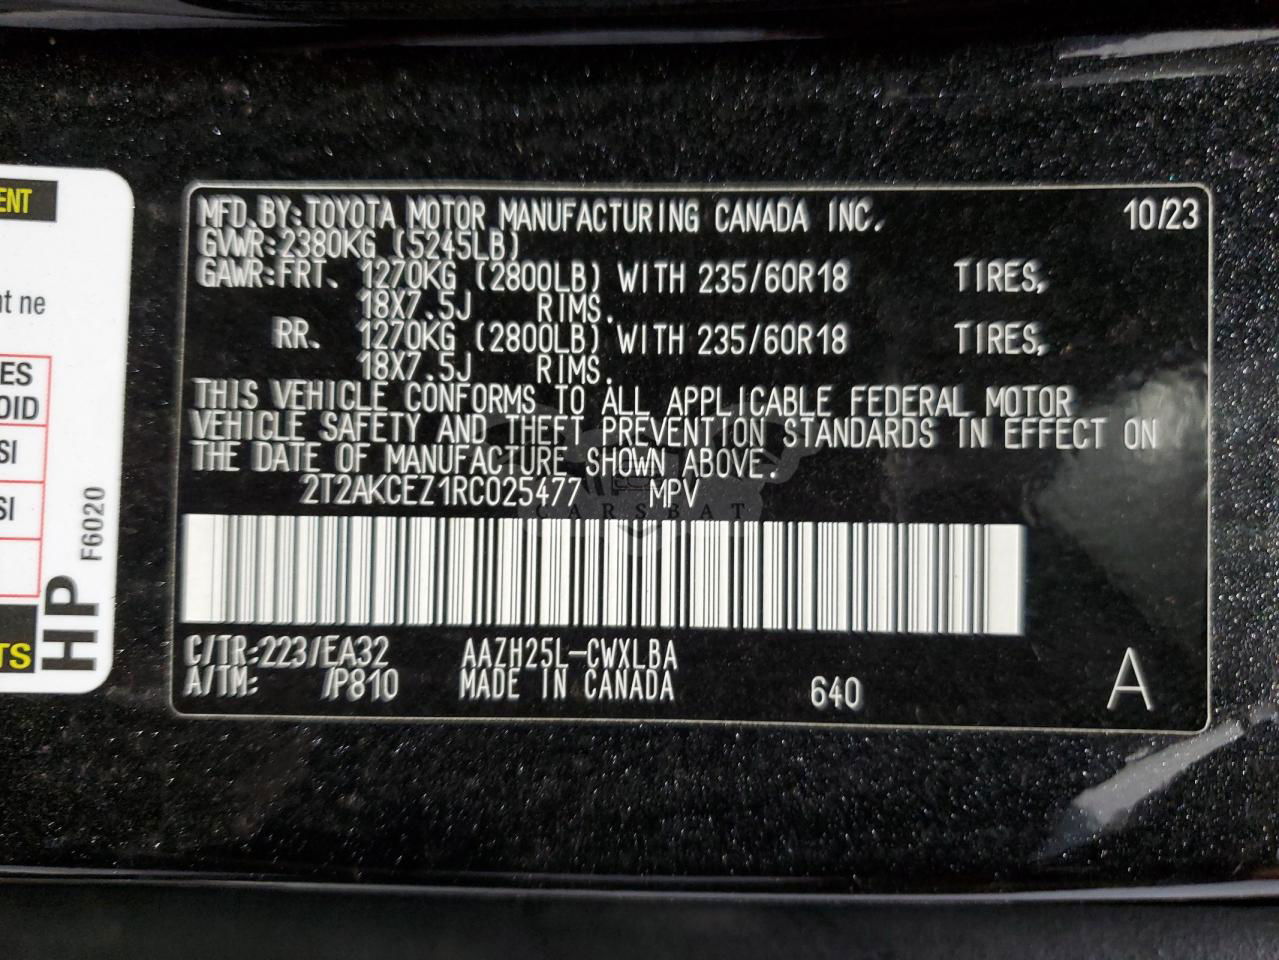 MFD.BY:TOYOTA MOTOR MANUFACTURING CANADA INC. 10/23
GVWR:2380KG (5245LB)
GAWR:FRT. 1270KG (2800LB) WITH 235/60R18 TIRES,
18X7.5J RIMS.
RR. 1270KG (2800LB) WITH 235/60R18 TIRES,
18X7.5J RIMS.
THIS VEHICLE CONFORMS TO ALL APPLICABLE FEDERAL MOTOR
VEHICLE SAFETY AND THEFT PREVENTION STANDARDS IN EFFECT ON
THE DATE OF MANUFACTURE SHOWN ABOVE.
2T2AKCEZ1RC025477 MPV
CARSBAT
C/TR:223/EA32 AAZH25L-CWXLBA
A/TM: /P810 MADE IN CANADA 640 A
ENT
nt ne
ES
OID
SI
SI
TS
HP
F6020